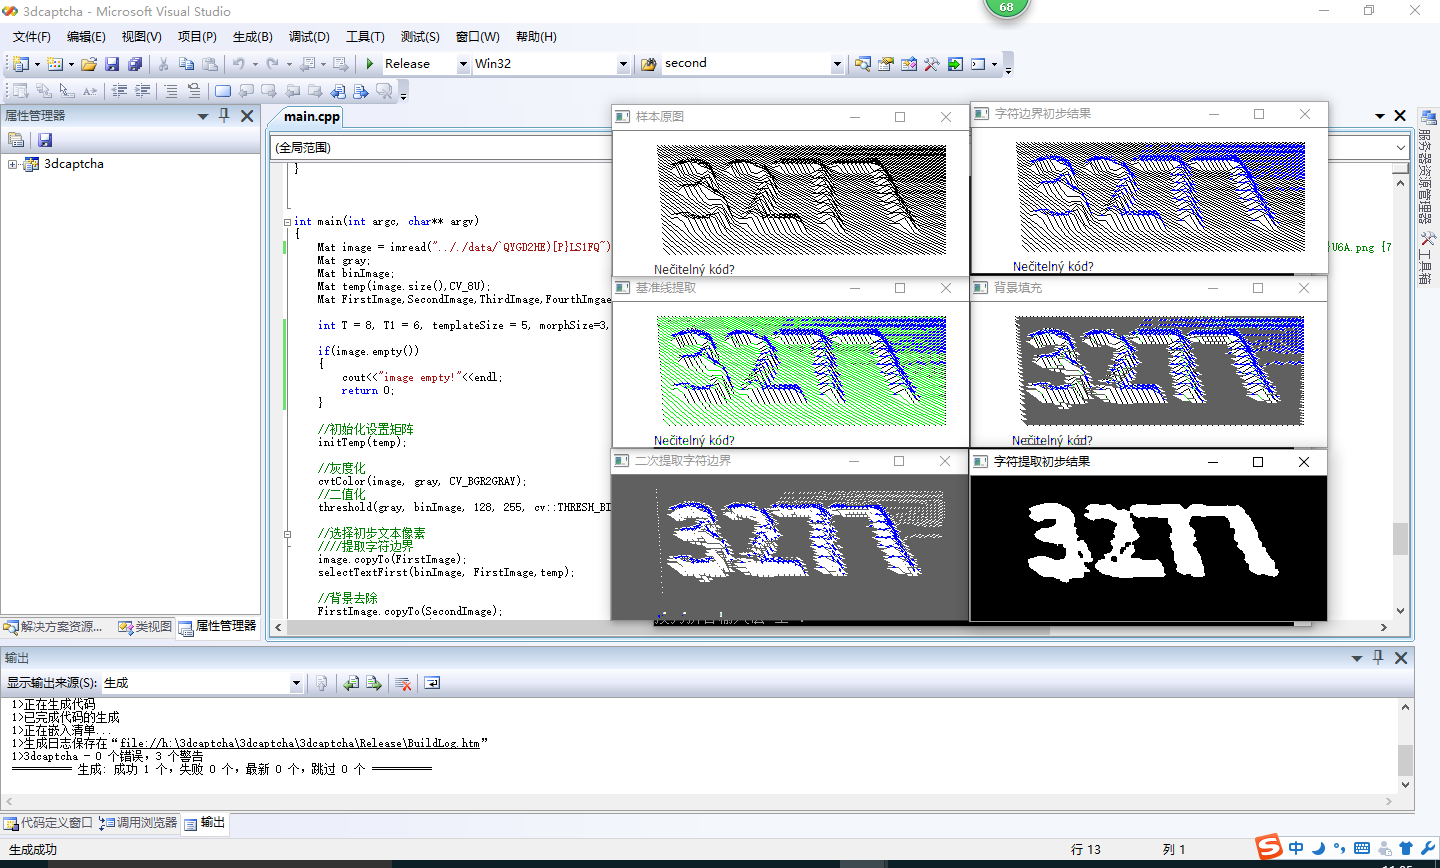 3dcaptcha - Microsoft Visual Studio
68
文件(F) 编辑(E) 视图(V) 项目(P) 生成(B) 调试(D) 工具(T) 测试(S) 窗口(W) 帮助(H)
Release Win32 second
属性管理器
3dcaptcha
main.cpp
(全局范围)
}
int main(int argc, char** argv)
{
Mat image = imread("../data/`QYGD2HE)[P}LS1FQ~) }U6A.png {7
Mat gray;
Mat binImage;
Mat temp(image.size(),CV_8U);
Mat FirstImage,SecondImage,ThirdImage,FourthImgae
int T = 8, T1 = 6, templateSize = 5, morphSize=3,
if(image.empty())
{
cout<<"image empty!"<<endl;
return 0;
}
//初始化设置矩阵
initTemp(temp);
//灰度化
cvtColor(image, gray, CV_BGR2GRAY);
//二值化
threshold(gray, binImage, 128, 255, cv::THRESH_BI
//选择初步文本像素
////提取字符边界
image.copyTo(FirstImage);
selectTextFirst(binImage, FirstImage,temp);
//背景去除
FirstImage.copyTo(SecondImage);
样本原图
3277
Nečitelný kód?
字符边界初步结果
3277
Nečitelný kód?
基准线提取
3277
Nečitelný kód?
背景填充
3277
Nečitelný kód?
二次提取字符边界
3277
字符提取初步结果
3277
服务器资源管理器
工具箱
解决方案资源... 类视图 属性管理器
输出
显示输出来源(S): 生成
1>正在生成代码
1>已完成代码的生成
1>正在嵌入清单...
1>生成日志保存在“file://h:\3dcaptcha\3dcaptcha\3dcaptcha\Release\BuildLog.htm”
1>3dcaptcha - 0 个错误，3 个警告
========== 生成: 成功 1 个，失败 0 个，最新 0 个，跳过 0 个 ==========
代码定义窗口 调用浏览器 输出
生成成功 行 13 列 1
中